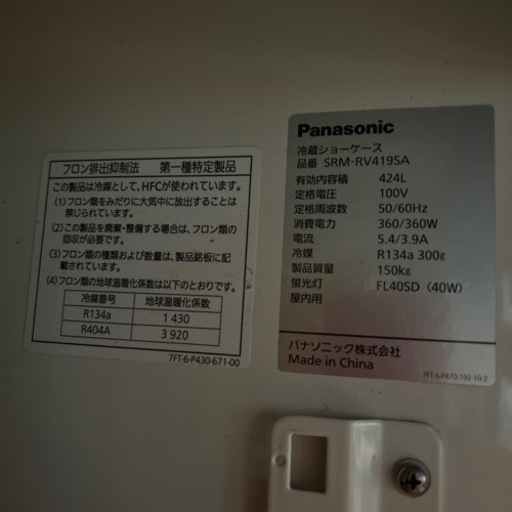 フロン排出抑制法 第一種特定製品
この製品は冷媒として、HFCが使われています。
(1)フロン類をみだりに大気中に放出することは
禁じられています。
(2)この製品を廃棄・整備する場合は、フロン類の
回収が必要です。
(3)フロン類の種類および数量は、製品銘板に記
載されています。
(4)フロン類の地球温暖化係数は以下のとおりです。
冷媒番号 地球温暖化係数
R134a 1 430
R404A 3 920
7FT-6-P430-671-00
Panasonic
冷蔵ショーケース
品番 SRM-RV419SA
有効内容積 424L
定格電圧 100V
定格周波数 50/60Hz
消費電力 360/360W
電流 5.4/3.9A
冷媒 R134a 300g
製品質量 150kg
蛍光灯 FL40SD (40W)
屋内用
パナソニック株式会社
Made in China
7FT-6-P470-192-10-2